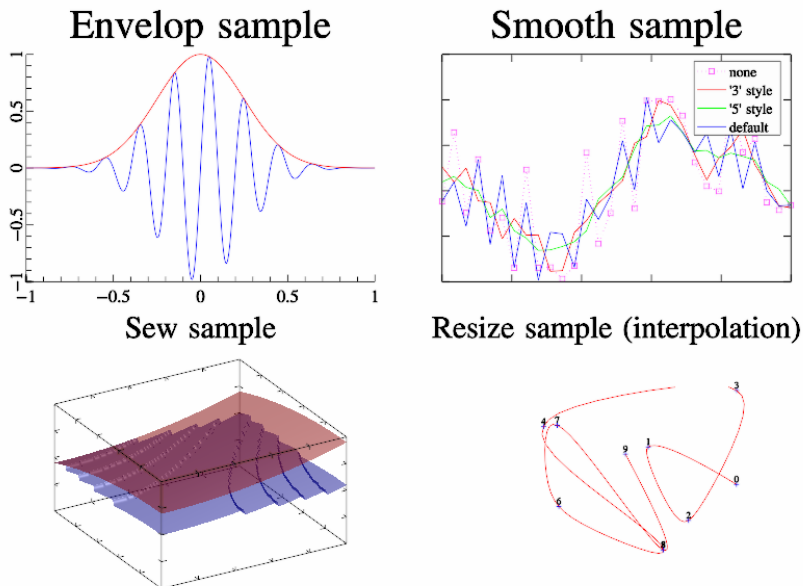 Envelop sample
1
0.5
0
−0.5
−1
−1
−0.5
0
0.5
1
Smooth sample
none
'3' style
'5' style
default
Sew sample
Resize sample (interpolation)
3
4
7
1
9
0
6
2